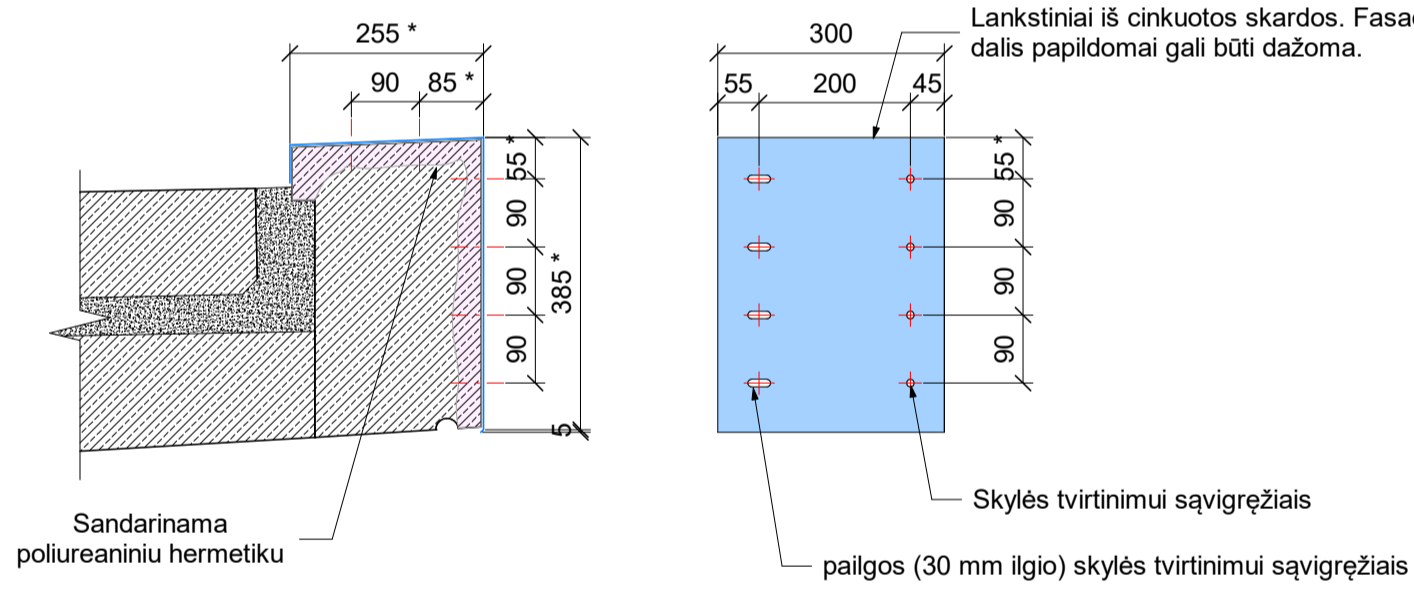 255 *
90
85 *
55 *
90
90
90
385 *
5
Sandarinama
poliureaniniu hermetiku
Lankstiniai iš cinkuotos skardos.
dalis papildomai gali būti dažoma.
300
55
200
45
55 *
90
90
90
Skylės tvirtinimui sąvigręžiais
pailgos (30 mm ilgio) skylės tvirtinimui sąvigręžiais